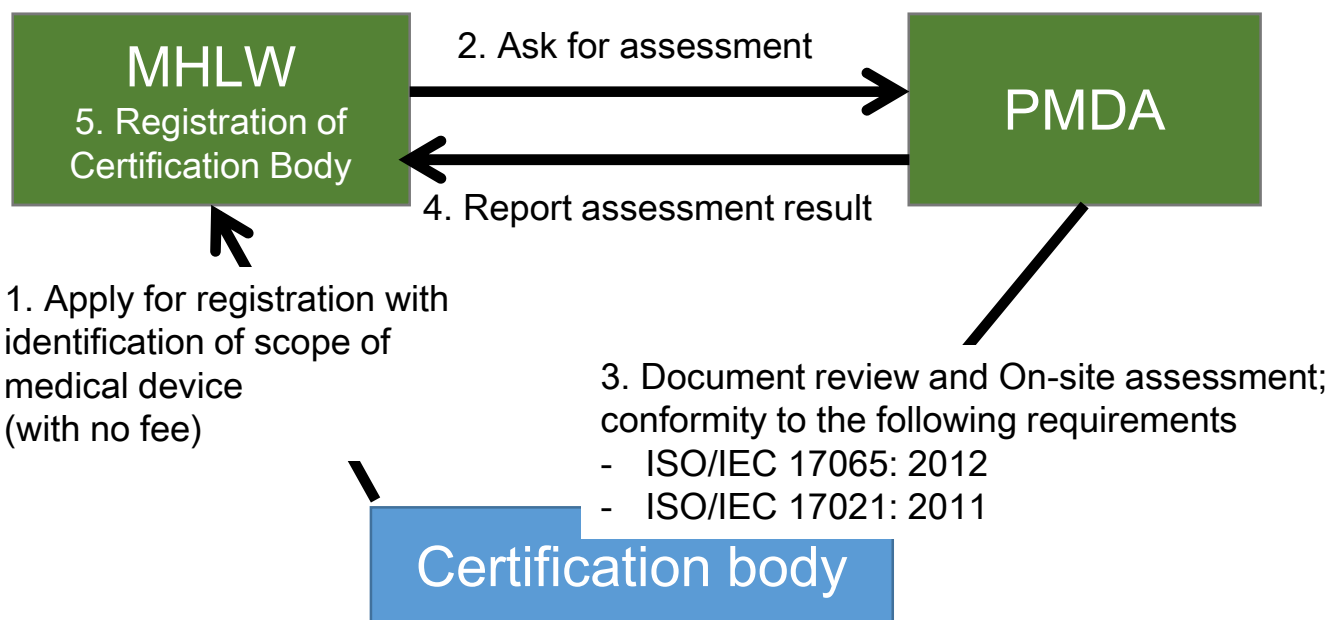 MHLW
5. Registration of
Certification Body
2. Ask for assessment
PMDA
4. Report assessment result
1. Apply for registration with
identification of scope of
medical device
(with no fee)
3. Document review and On-site assessment;
conformity to the following requirements
- ISO/IEC 17065: 2012
- ISO/IEC 17021: 2011
Certification body